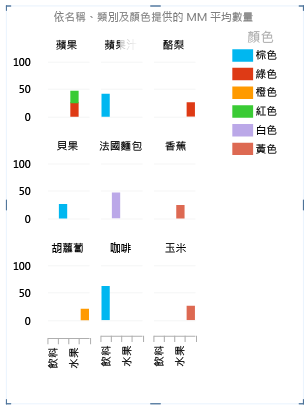 依名稱、類別及顏色提供的 MM 平均數量
顏色
棕色
綠色
橙色
紅色
白色
黃色
蘋果 蘋果汁 酪梨
100
50
0
貝果 法國麵包 香蕉
100
50
0
胡蘿蔔 咖啡 玉米
100
50
0
飲料 水果 飲料 水果 飲料 水果